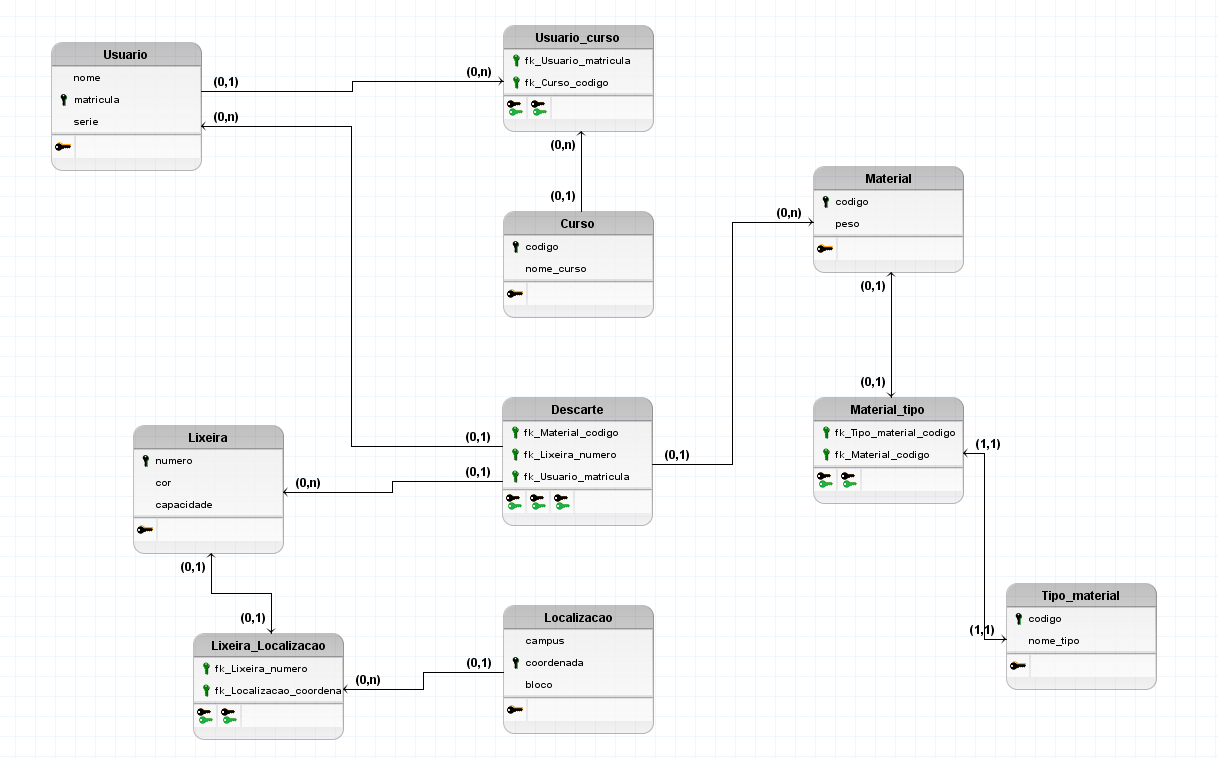 Usuario
nome
matricula
serie
(0,1)
(0,n)
(0,n)
Usuario_curso
fk_Usuario_matricula
fk_Curso_codigo
(0,n)
(0,1)
Curso
codigo
nome_curso
Material
codigo
peso
(0,n)
(0,1)
(0,1)
Material_tipo
fk_Tipo_material_codigo
fk_Material_codigo
(1,1)
Descarte
fk_Material_codigo
fk_Lixeira_numero
fk_Usuario_matricula
(0,1)
(0,1)
(0,1)
Lixeira
numero
cor
capacidade
(0,n)
(0,1)
(0,1)
Lixeira_Localizacao
fk_Lixeira_numero
fk_Localizacao_coordena
(0,n)
(0,1)
Localizacao
campus
coordenada
bloco
(1,1)
Tipo_material
codigo
nome_tipo